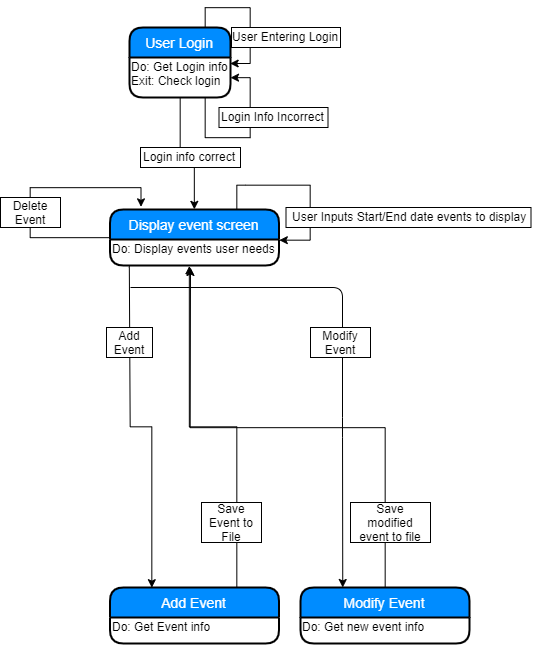 User Login
User Entering Login
Do: Get Login info
Exit: Check login
Login Info Incorrect
Login info correct
Delete
Event
Display event screen
User Inputs Start/End date events to display
Do: Display events user needs
Add
Event
Modify
Event
Save
Event to
File
Save
modified
event to file
Add Event
Do: Get Event info
Modify Event
Do: Get new event info